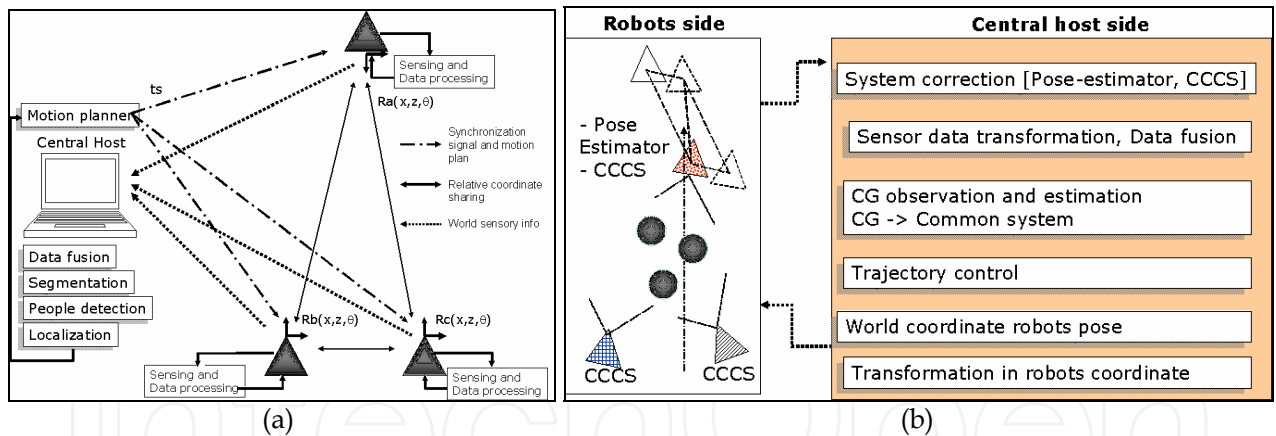 ts
Motion planner
Central Host
Data fusion
Segmentation
People detection
Localization
Sensing and
Data processing
Ra(x,z,θ)
Synchronization
signal and motion
plan
Relative coordinate
sharing
World sensory info
Rb(x,z,θ)
Rc(x,z,θ)
Sensing and
Data processing
Sensing and
Data processing
(a)
Robots side
- Pose
Estimator
- CCCS
CCCS
CCCS
Central host side
System correction [Pose-estimator, CCCS]
Sensor data transformation, Data fusion
CG observation and estimation
CG -> Common system
Trajectory control
World coordinate robots pose
Transformation in robots coordinate
(b)